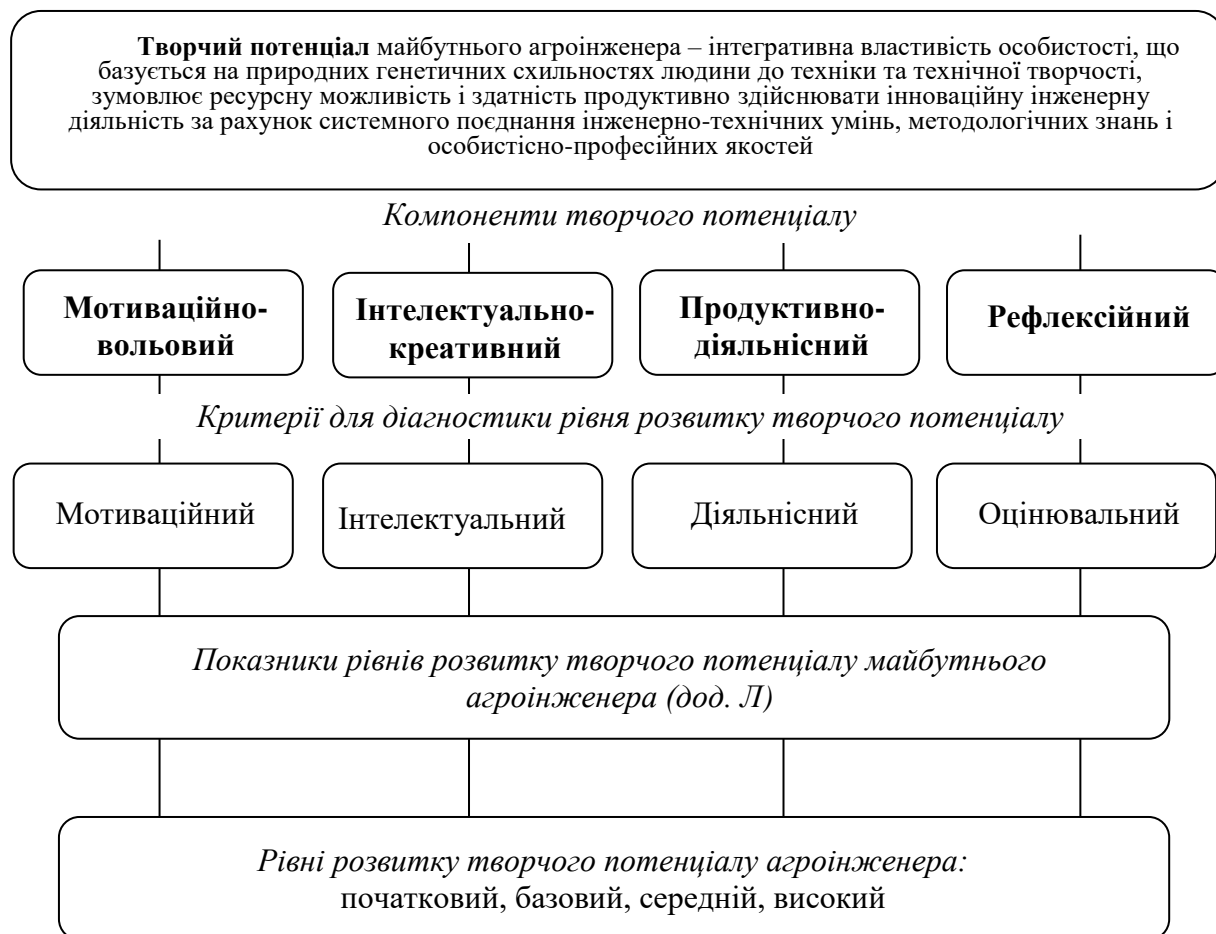 Творчий потенціал майбутнього агроінженера – інтегративна властивість особистості, що
базується на природних генетичних схильностях людини до техніки та технічної творчості,
зумовлює ресурсну можливість і здатність продуктивно здійснювати інноваційну інженерну
діяльність за рахунок системного поєднання інженерно-технічних умінь, методологічних знань і
особистісно-професійних якостей
Компоненти творчого потенціалу
Мотиваційно-
вольовий
Інтелектуально-
креативний
Продуктивно-
діяльнісний
Рефлексійний
Критерії для діагностики рівня розвитку творчого потенціалу
Мотиваційний
Інтелектуальний
Діяльнісний
Оцінювальний
Показники рівнів розвитку творчого потенціалу майбутнього
агроінженера (дод. Л)
Рівні розвитку творчого потенціалу агроінженера:
початковий, базовий, середній, високий